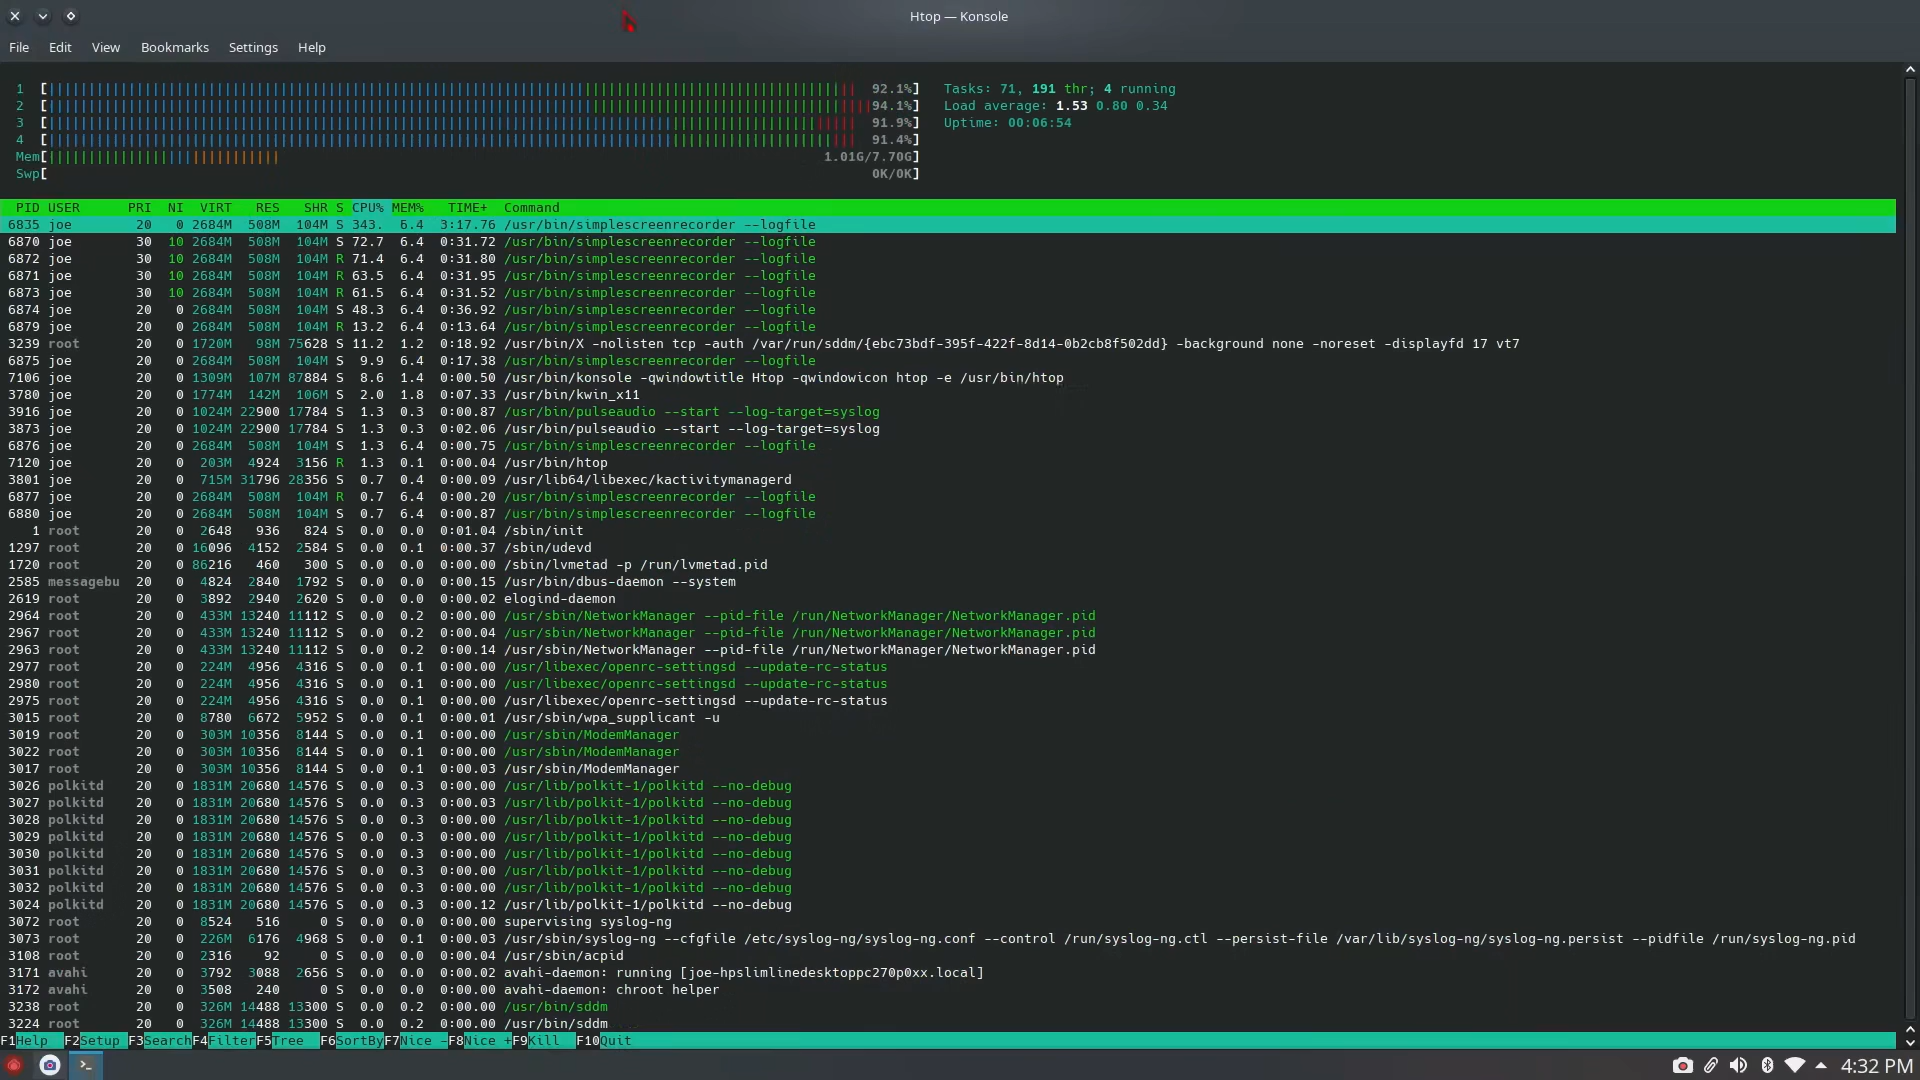 Htop — Konsole
File Edit View Bookmarks Settings Help
1 [ 92.1%] Tasks: 71, 191 thr; 4 running
2 [ 94.1%] Load average: 1.53 0.80 0.34
3 [ 91.9%] Uptime: 00:06:54
4 [ 91.4%]
Mem[ 1.01G/7.70G]
Swp[ 0K/0K]
PID USER PRI NI VIRT RES SHR S CPU% MEM% TIME+ Command
6835 joe 20 0 2684M 508M 104M S 343. 6.4 3:17.76 /usr/bin/simplescreenrecorder --logfile
6870 joe 30 10 2684M 508M 104M S 72.7 6.4 0:31.72 /usr/bin/simplescreenrecorder --logfile
6872 joe 30 10 2684M 508M 104M R 71.4 6.4 0:31.80 /usr/bin/simplescreenrecorder --logfile
6871 joe 30 10 2684M 508M 104M S 63.5 6.4 0:31.95 /usr/bin/simplescreenrecorder --logfile
6873 joe 30 10 2684M 508M 104M R 61.5 6.4 0:31.52 /usr/bin/simplescreenrecorder --logfile
6874 joe 20 0 2684M 508M 104M S 48.3 6.4 0:36.92 /usr/bin/simplescreenrecorder --logfile
6879 joe 20 0 2684M 508M 104M R 13.2 6.4 0:13.64 /usr/bin/simplescreenrecorder --logfile
3239 root 20 0 1720M 98M 75628 S 11.2 1.2 0:18.92 /usr/bin/X -nolisten tcp -auth /var/run/sddm/{ebc73bdf-395f-422f-8d14-0b2cb8f502dd} -background none -noreset -displayfd 17 vt7
6875 joe 20 0 2684M 508M 104M S 9.9 6.4 0:17.38 /usr/bin/simplescreenrecorder --logfile
7106 joe 20 0 1309M 107M 87884 S 8.6 1.4 0:00.50 /usr/bin/konsole -qwindowtitle Htop -qwindowicon htop -e /usr/bin/htop
3780 joe 20 0 1774M 142M 106M S 2.0 1.8 0:07.33 /usr/bin/kwin_x11
3916 joe 20 0 1024M 22900 17784 S 1.3 0.3 0:00.87 /usr/bin/pulseaudio --start --log-target=syslog
3873 joe 20 0 1024M 22900 17784 S 1.3 0.3 0:02.06 /usr/bin/pulseaudio --start --log-target=syslog
6876 joe 20 0 2684M 508M 104M S 1.3 6.4 0:00.75 /usr/bin/simplescreenrecorder --logfile
7120 joe 20 0 203M 4924 3156 R 1.3 0.1 0:00.04 /usr/bin/htop
3801 joe 20 0 715M 31796 28356 S 0.7 0.4 0:00.09 /usr/lib64/libexec/kactivitymanagerd
6877 joe 20 0 2684M 508M 104M R 0.7 6.4 0:00.20 /usr/bin/simplescreenrecorder --logfile
6880 joe 20 0 2684M 508M 104M S 0.7 6.4 0:00.87 /usr/bin/simplescreenrecorder --logfile
1 root 20 0 2648 936 824 S 0.0 0.0 0:01.04 /sbin/init
1297 root 20 0 16096 4152 2584 S 0.0 0.1 0:00.37 /sbin/udevd
1720 root 20 0 86216 460 300 S 0.0 0.0 0:00.00 /sbin/lvmetad -p /run/lvmetad.pid
2585 messagebu 20 0 4824 2840 1792 S 0.0 0.0 0:00.15 /usr/bin/dbus-daemon --system
2619 root 20 0 3892 2940 2620 S 0.0 0.0 0:00.02 elogind-daemon
2964 root 20 0 433M 13240 11112 S 0.0 0.2 0:00.00 /usr/sbin/NetworkManager --pid-file /run/NetworkManager/NetworkManager.pid
2967 root 20 0 433M 13240 11112 S 0.0 0.2 0:00.04 /usr/sbin/NetworkManager --pid-file /run/NetworkManager/NetworkManager.pid
2963 root 20 0 433M 13240 11112 S 0.0 0.2 0:00.14 /usr/sbin/NetworkManager --pid-file /run/NetworkManager/NetworkManager.pid
2977 root 20 0 224M 4956 4316 S 0.0 0.1 0:00.00 /usr/libexec/openrc-settingsd --update-rc-status
2980 root 20 0 224M 4956 4316 S 0.0 0.1 0:00.00 /usr/libexec/openrc-settingsd --update-rc-status
2975 root 20 0 224M 4956 4316 S 0.0 0.1 0:00.00 /usr/libexec/openrc-settingsd --update-rc-status
3015 root 20 0 8780 6672 5952 S 0.0 0.1 0:00.01 /usr/sbin/wpa_supplicant -u
3019 root 20 0 303M 10356 8144 S 0.0 0.1 0:00.00 /usr/sbin/ModemManager
3022 root 20 0 303M 10356 8144 S 0.0 0.1 0:00.00 /usr/sbin/ModemManager
3017 root 20 0 303M 10356 8144 S 0.0 0.1 0:00.03 /usr/sbin/ModemManager
3026 polkitd 20 0 1831M 20680 14576 S 0.0 0.3 0:00.00 /usr/lib/polkit-1/polkitd --no-debug
3027 polkitd 20 0 1831M 20680 14576 S 0.0 0.3 0:00.03 /usr/lib/polkit-1/polkitd --no-debug
3028 polkitd 20 0 1831M 20680 14576 S 0.0 0.3 0:00.00 /usr/lib/polkit-1/polkitd --no-debug
3029 polkitd 20 0 1831M 20680 14576 S 0.0 0.3 0:00.00 /usr/lib/polkit-1/polkitd --no-debug
3030 polkitd 20 0 1831M 20680 14576 S 0.0 0.3 0:00.00 /usr/lib/polkit-1/polkitd --no-debug
3031 polkitd 20 0 1831M 20680 14576 S 0.0 0.3 0:00.00 /usr/lib/polkit-1/polkitd --no-debug
3032 polkitd 20 0 1831M 20680 14576 S 0.0 0.3 0:00.00 /usr/lib/polkit-1/polkitd --no-debug
3024 polkitd 20 0 1831M 20680 14576 S 0.0 0.3 0:00.12 /usr/lib/polkit-1/polkitd --no-debug
3072 root 20 0 8524 516 0 S 0.0 0.0 0:00.00 supervising syslog-ng
3073 root 20 0 226M 6176 4968 S 0.0 0.1 0:00.03 /usr/sbin/syslog-ng --cfgfile /etc/syslog-ng/syslog-ng.conf --control /run/syslog-ng.ctl --persist-file /var/lib/syslog-ng/syslog-ng.persist --pidfile /run/syslog-ng.pid
3108 root 20 0 2316 92 0 S 0.0 0.0 0:00.04 /usr/sbin/acpid
3171 avahi 20 0 3792 3088 2656 S 0.0 0.0 0:00.02 avahi-daemon: running [joe-hpslimlinedesktoppc270p0xx.local]
3172 avahi 20 0 3508 240 0 S 0.0 0.0 0:00.00 avahi-daemon: chroot helper
3238 root 20 0 326M 14488 13300 S 0.0 0.2 0:00.00 /usr/bin/sddm
3224 root 20 0 326M 14488 13300 S 0.0 0.2 0:00.00 /usr/bin/sddm
F1Help F2Setup F3SearchF4FilterF5Tree F6SortByF7Nice -F8Nice +F9Kill F10Quit
4:32 PM